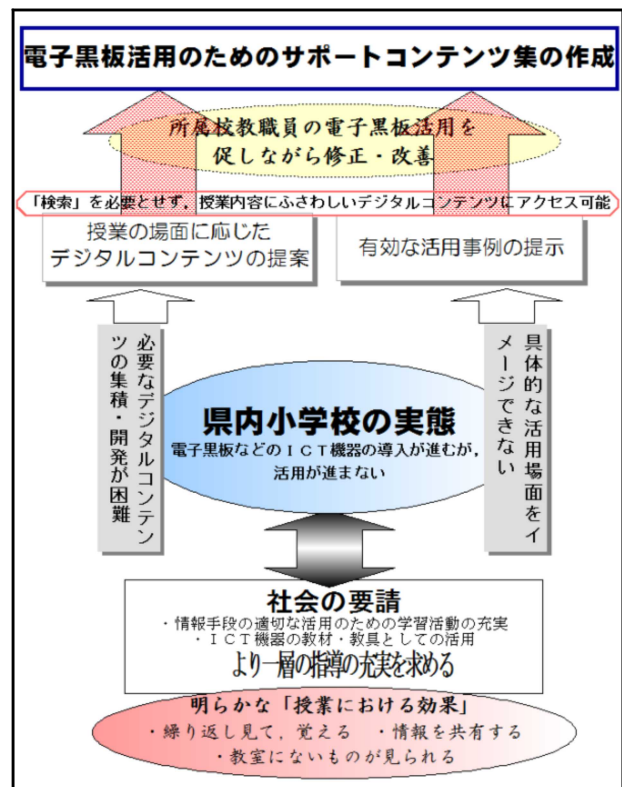 電子黒板活用のためのサポートコンテンツ集の作成
所属校教職員の電子黒板活用を
促しながら修正・改善
「検索」を必要とせず，授業内容にふさわしいデジタルコンテンツにアクセス可能
授業の場面に応じた
デジタルコンテンツの提案
有効な活用事例の提示
必要なデジタルコンテン
ツの集積・開発が困難
具体的な活用場面をイ
メージできない
県内小学校の実態
電子黒板などのＩＣＴ機器の導入が進むが，
活用が進まない
社会の要請
・情報手段の適切な活用のための学習活動の充実
・ＩＣＴ機器の教材・教具としての活用
より一層の指導の充実を求める
明らかな「授業における効果」
・繰り返し見て，覚える　・情報を共有する
・教室にないものが見られる